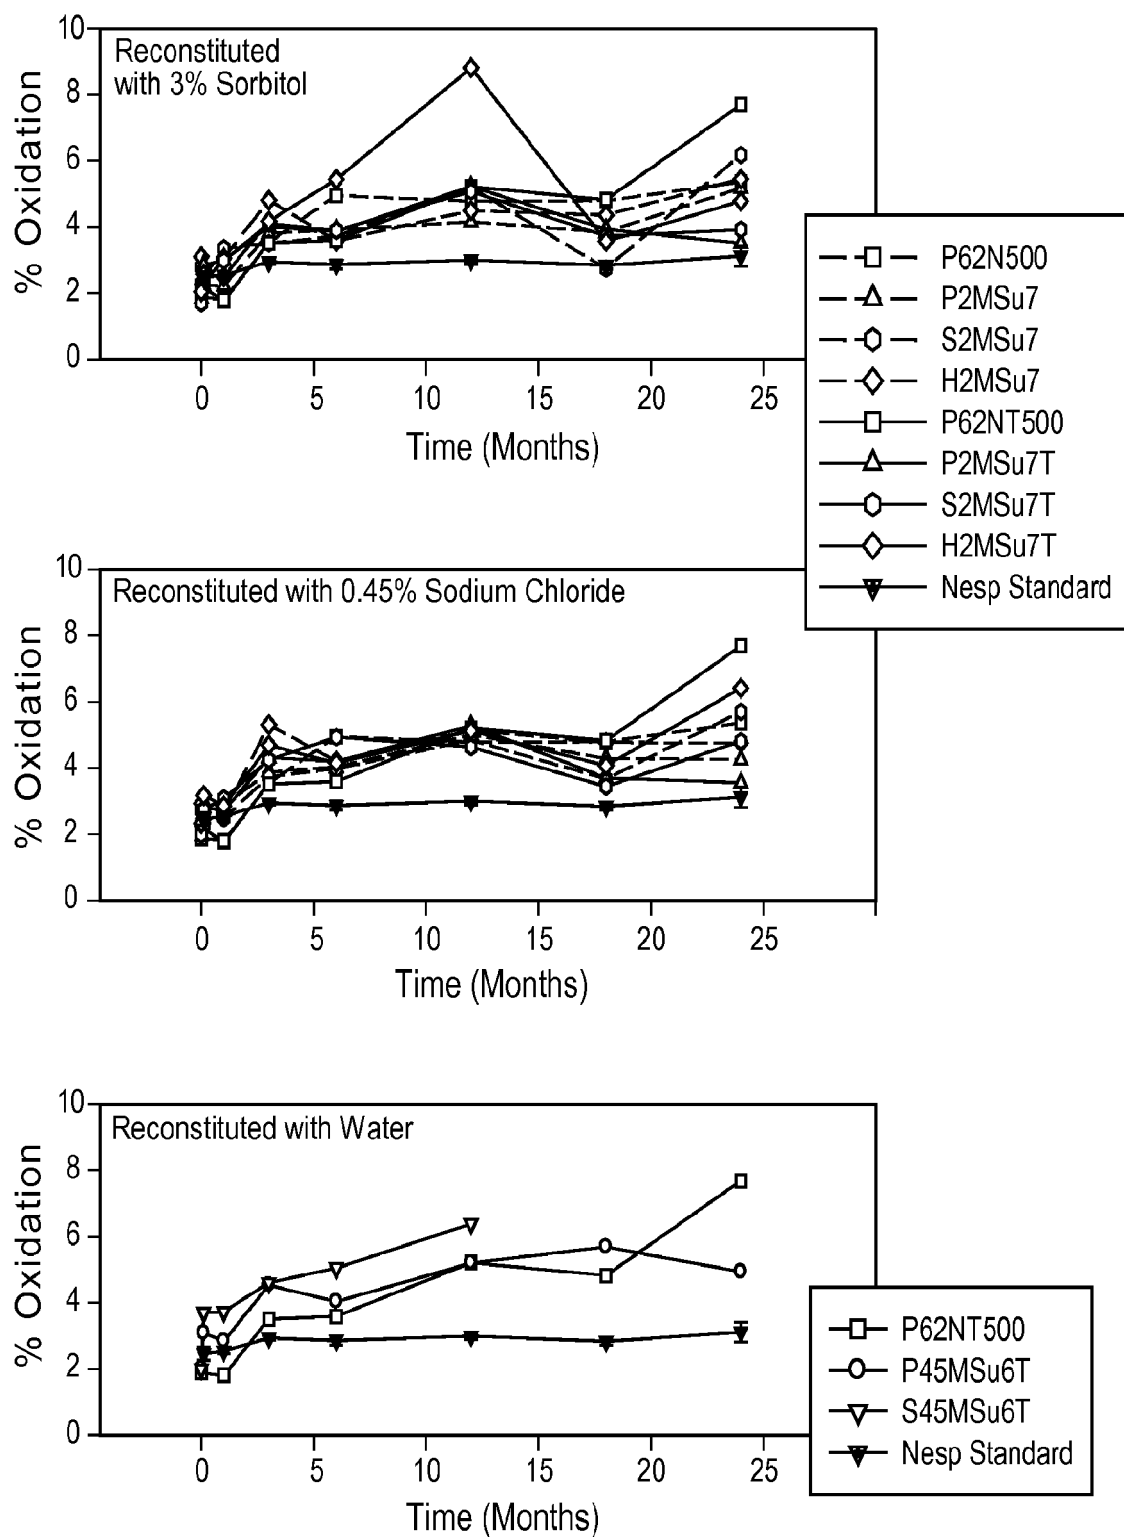 10
8
6
4
2
0
% Oxidation
Reconstituted
with 3% Sorbitol
0 5 10 15 20 25
Time (Months)
P62N500
P2MSu7
S2MSu7
H2MSu7
P62NT500
P2MSu7T
S2MSu7T
H2MSu7T
Nesp Standard
10
8
6
4
2
0
% Oxidation
Reconstituted with 0.45% Sodium Chloride
0 5 10 15 20 25
Time (Months)
10
8
6
4
2
0
% Oxidation
Reconstituted with Water
0 5 10 15 20 25
Time (Months)
P62NT500
P45MSu6T
S45MSu6T
Nesp Standard